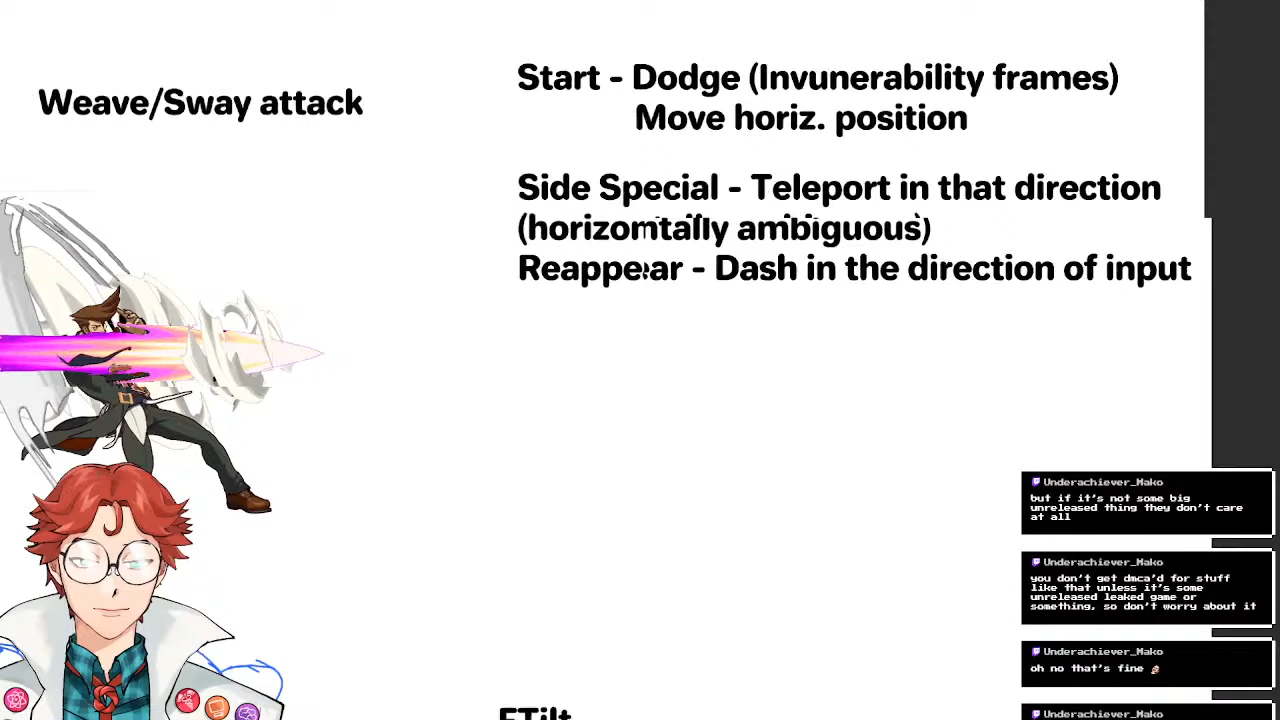 Weave/Sway attack
Start - Dodge (Invunerability frames)
Move horiz. position
Side Special - Teleport in that direction
(horizontally ambiguous)
Reappear - Dash in the direction of input
Underachiever_Mako
but if it's not some big
unreleased thing they don't care
at all
Underachiever_Mako
you don't get dmca'd for stuff
like that unless it's some
unreleased leaked game or
something, so don't worry about it
Underachiever_Mako
oh no that's fine
Underachiever_Mako
FTilt